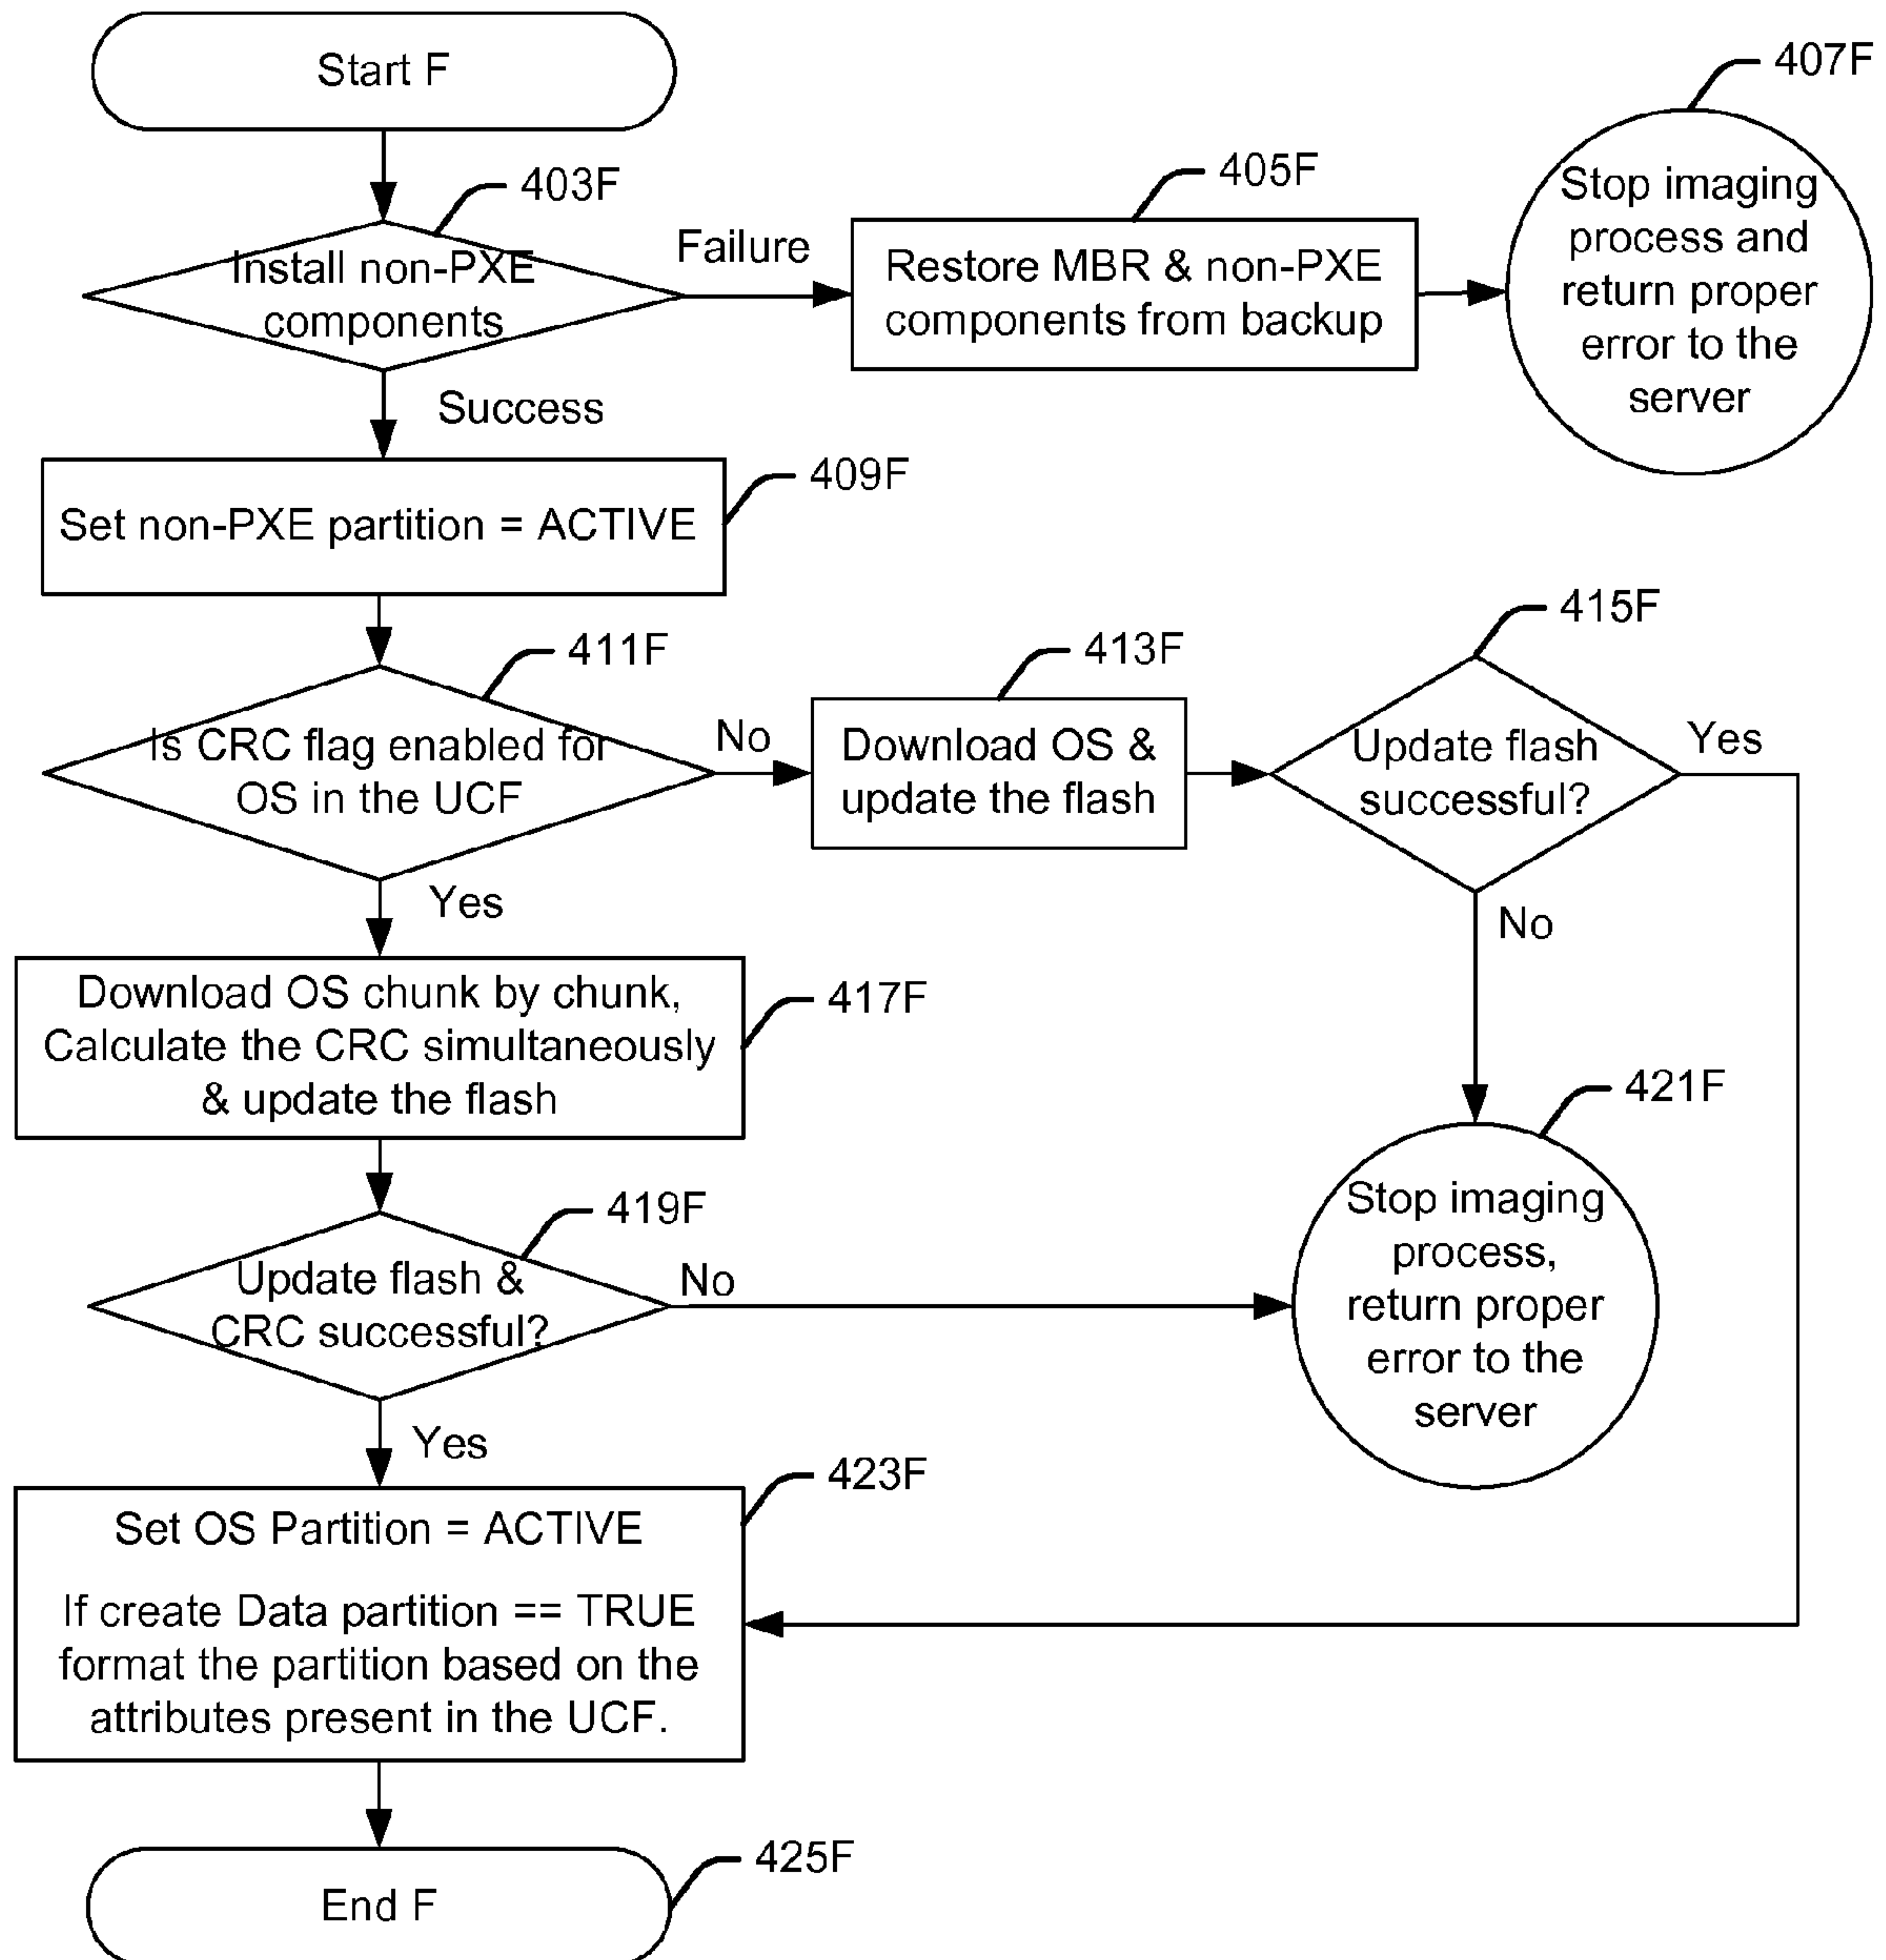 Start F
407F
Stop imaging
process and
return proper
error to the
server
403F
Install non-PXE
components
Failure
405F
Restore MBR & non-PXE
components from backup
Success
409F
Set non-PXE partition = ACTIVE
411F
Is CRC flag enabled for
OS in the UCF
No
413F
Download OS &
update the flash
415F
Update flash
successful?
Yes
No
Yes
417F
Download OS chunk by chunk,
Calculate the CRC simultaneously
& update the flash
419F
Update flash &
CRC successful?
No
421F
Stop imaging
process,
return proper
error to the
server
Yes
423F
Set OS Partition = ACTIVE
If create Data partition == TRUE
format the partition based on the
attributes present in the UCF.
425F
End F